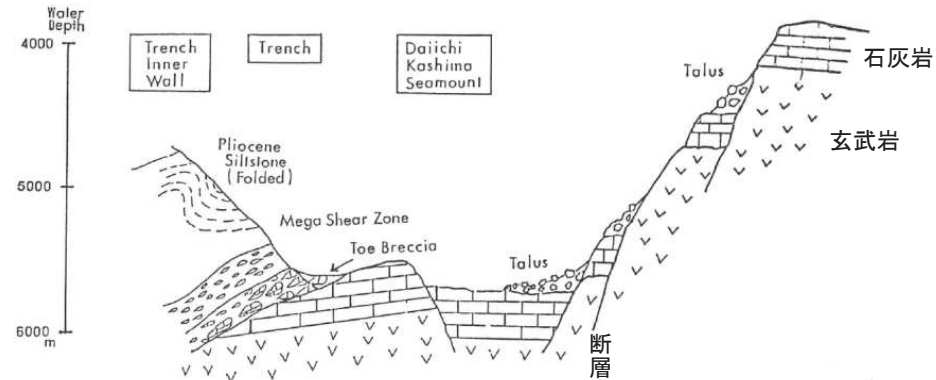 Water
Depth
4000
5000
6000
m
Trench
Inner
Wall
Trench
Daiichi
Kashima
Seamount
Talus
石灰岩
玄武岩
Pliocene
Siltstone
(Folded)
Mega Shear Zone
Toe Breccia
Talus
断層